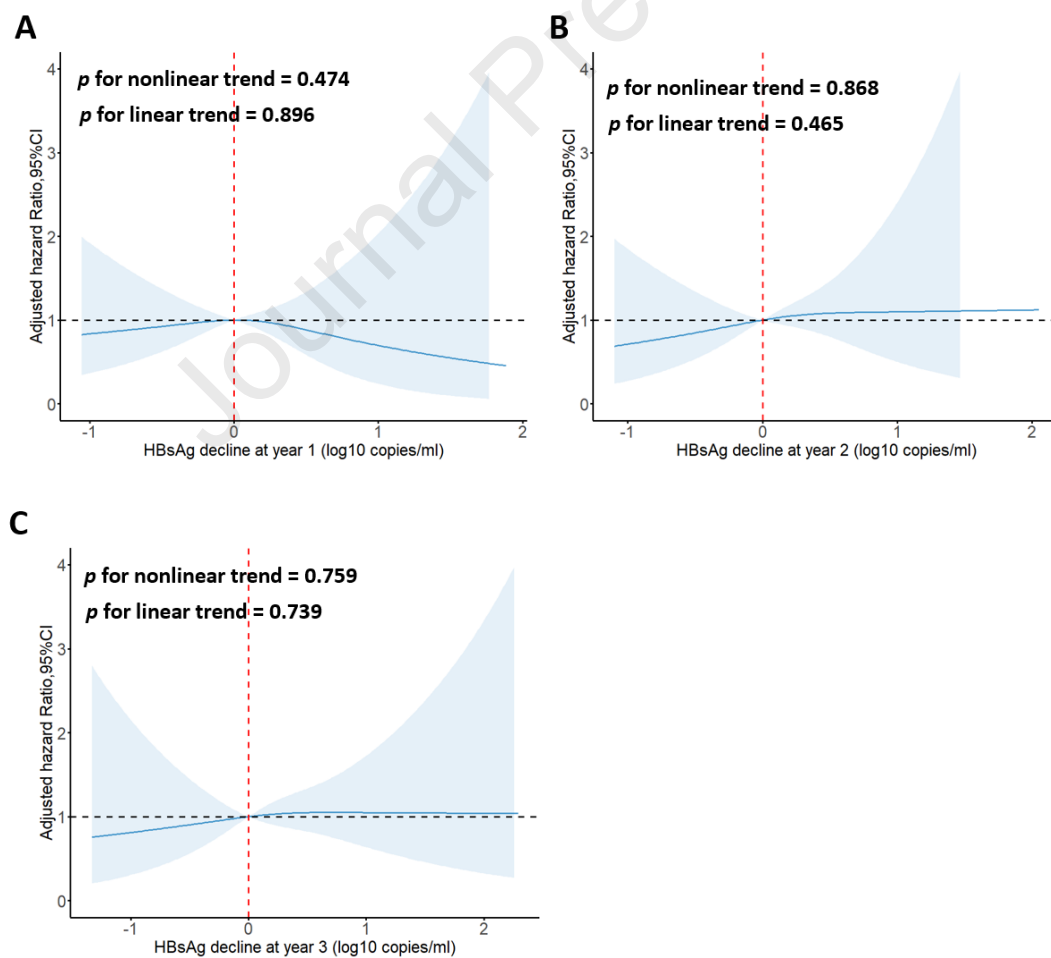 A
p for nonlinear trend = 0.474
p for linear trend = 0.896
Adjusted hazard Ratio,95%CI
4
3
2
1
0
-1 0 1 2
HBsAg decline at year 1 (log10 copies/ml)
B
p for nonlinear trend = 0.868
p for linear trend = 0.465
Adjusted hazard Ratio,95%CI
4
3
2
1
0
-1 0 1 2
HBsAg decline at year 2 (log10 copies/ml)
C
p for nonlinear trend = 0.759
p for linear trend = 0.739
Adjusted hazard Ratio,95%CI
4
3
2
1
0
-1 0 1 2
HBsAg decline at year 3 (log10 copies/ml)
Journal Pre